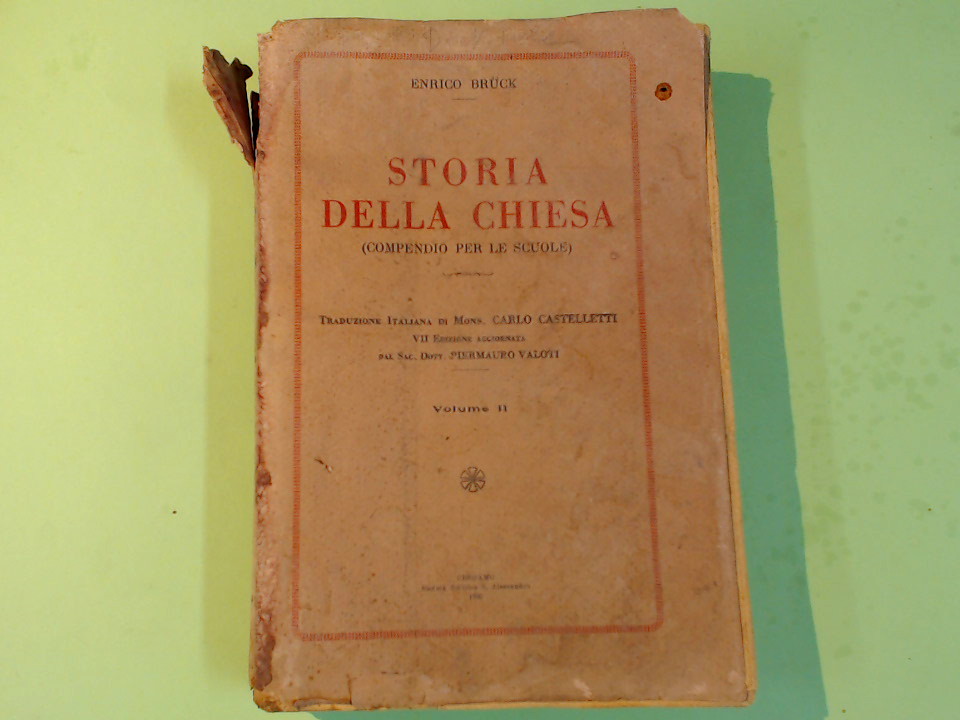 ENRICO BRÜCK
STORIA
DELLA CHIESA
(COMPENDIO PER LE SCUOLE)
TRADUZIONE ITALIANA DI MONS. CARLO CASTELLETTI
VII EDIZIONE AGGIORNATA
DAL SAC. DOTT. PIERMAURO VALOTI
Volume II
BERGAMO